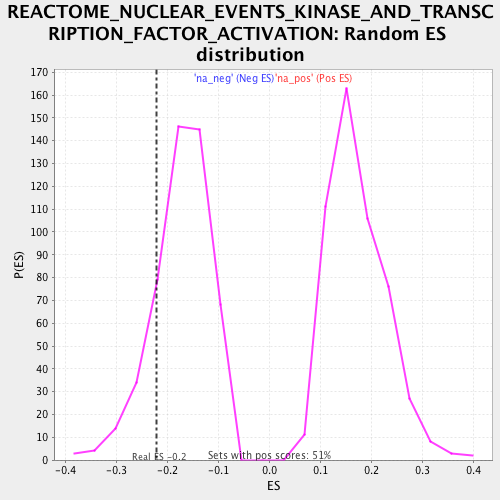 REACTOME_NUCLEAR_EVENTS_KINASE_AND_TRANSC
RIPTION_FACTOR_ACTIVATION: Random ES
distribution
'na_neg' (Neg ES) 'na_pos' (Pos ES)
170
160
150
140
130
120
110
100
90
80
70
60
50
40
30
20
10
0
P(ES)
Real ES -0.2
Sets with pos scores: 51%
-0.4 -0.3 -0.2 -0.1 0.0 0.1 0.2 0.3 0.4
ES